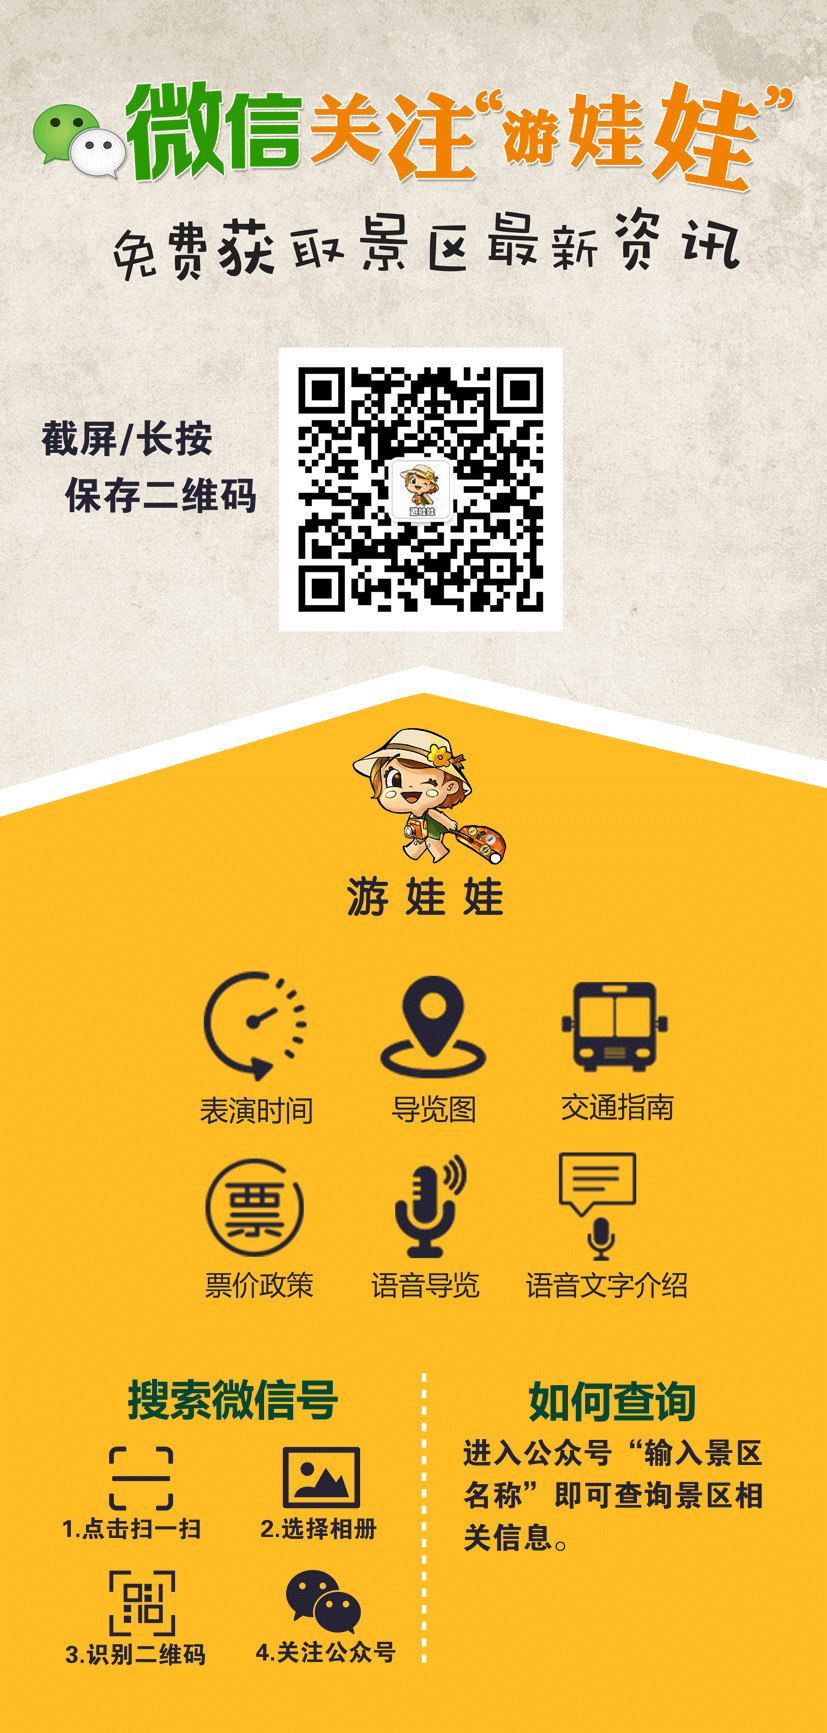 微信关注“游娃娃”
免费获取景区最新资讯
截屏/长按
保存二维码
游娃娃
游娃娃
表演时间
导览图
交通指南
票
票价政策
语音导览
语音文字介绍
搜索微信号
1.点击扫一扫
2.选择相册
3.识别二维码
4.关注公众号
如何查询
进入公众号“输入景区
名称”即可查询景区相
关信息。